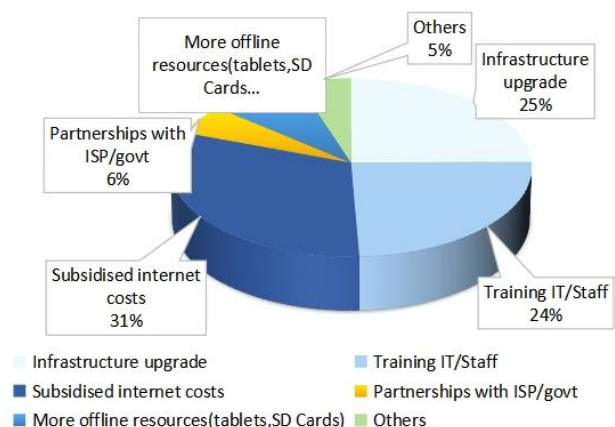 More offline
resources(tablets,SD
Cards...
Others
5%
Infrastructure
upgrade
25%
Partnerships with
ISP/govt
6%
Subsidised internet
costs
31%
Training IT/Staff
24%
Infrastructure upgrade
Training IT/Staff
Subsidised internet costs
Partnerships with ISP/govt
More offline resources(tablets,SD Cards)
Others